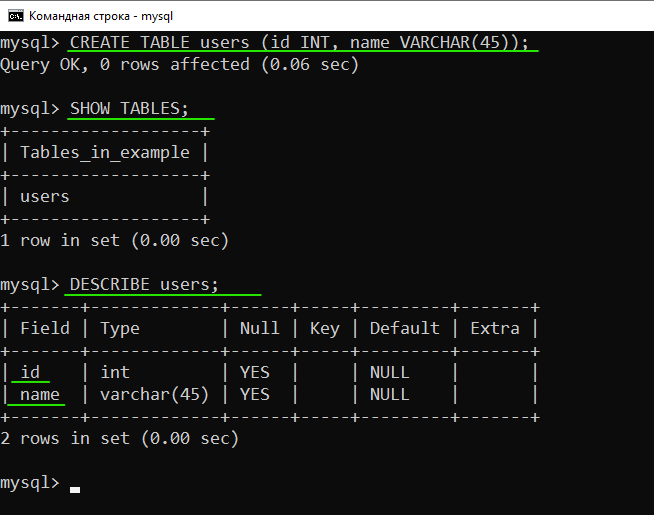 Командная строка - mysql
mysql> CREATE TABLE users (id INT, name VARCHAR(45));
Query OK, 0 rows affected (0.06 sec)
mysql> SHOW TABLES;
+-------------------+
| Tables_in_example |
+-------------------+
| users             |
+-------------------+
1 row in set (0.00 sec)
mysql> DESCRIBE users;
+-------+-------------+------+-----+---------+-------+
| Field | Type        | Null | Key | Default | Extra |
+-------+-------------+------+-----+---------+-------+
| id    | int         | YES  |     | NULL    |       |
| name  | varchar(45) | YES  |     | NULL    |       |
+-------+-------------+------+-----+---------+-------+
2 rows in set (0.00 sec)
mysql>